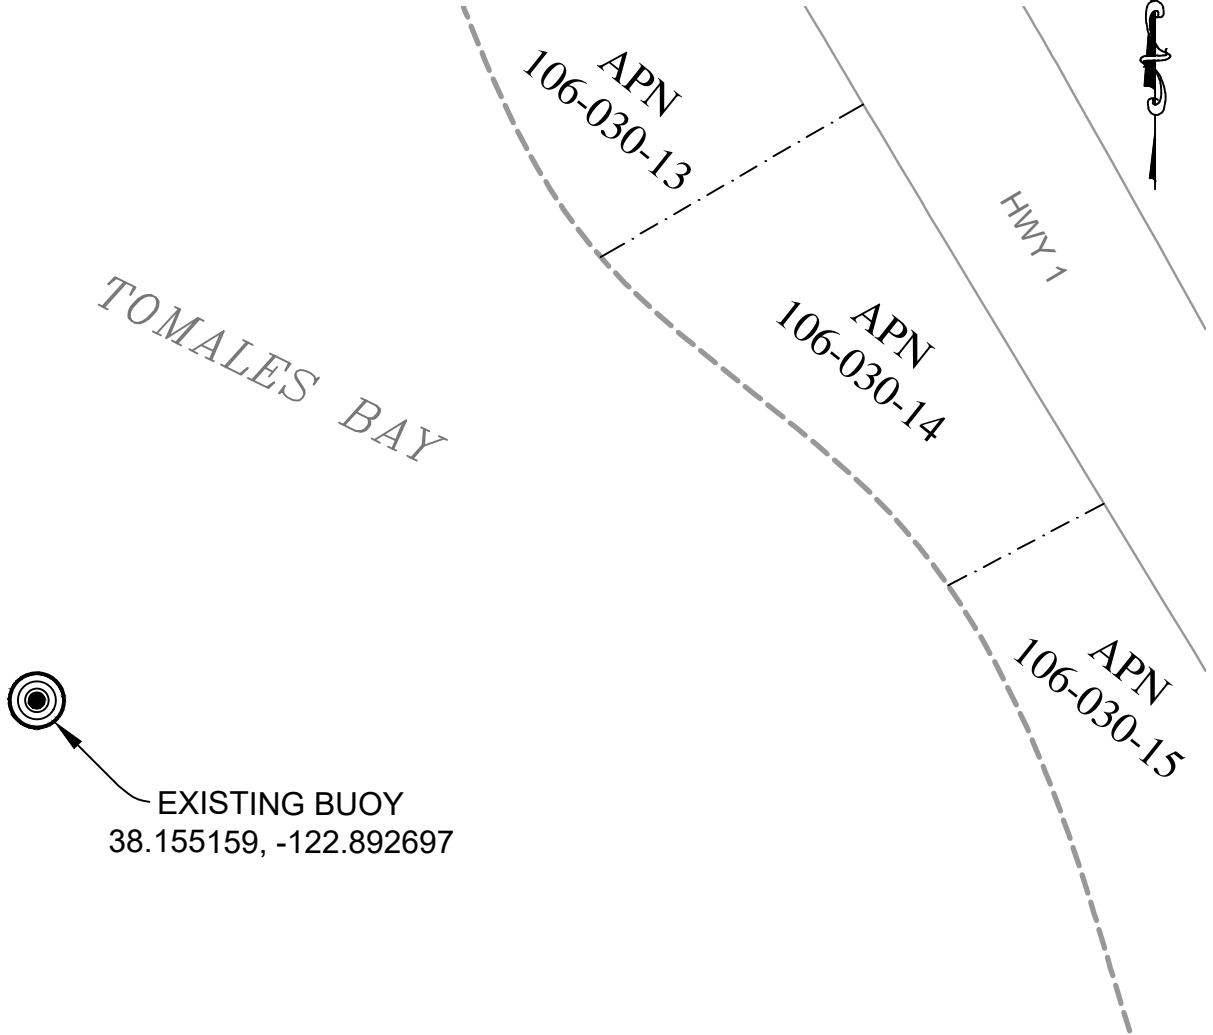 APN
106-030-13
HWY 1
TOMALES BAY
APN
106-030-14
APN
106-030-15
EXISTING BUOY
38.155159, -122.892697